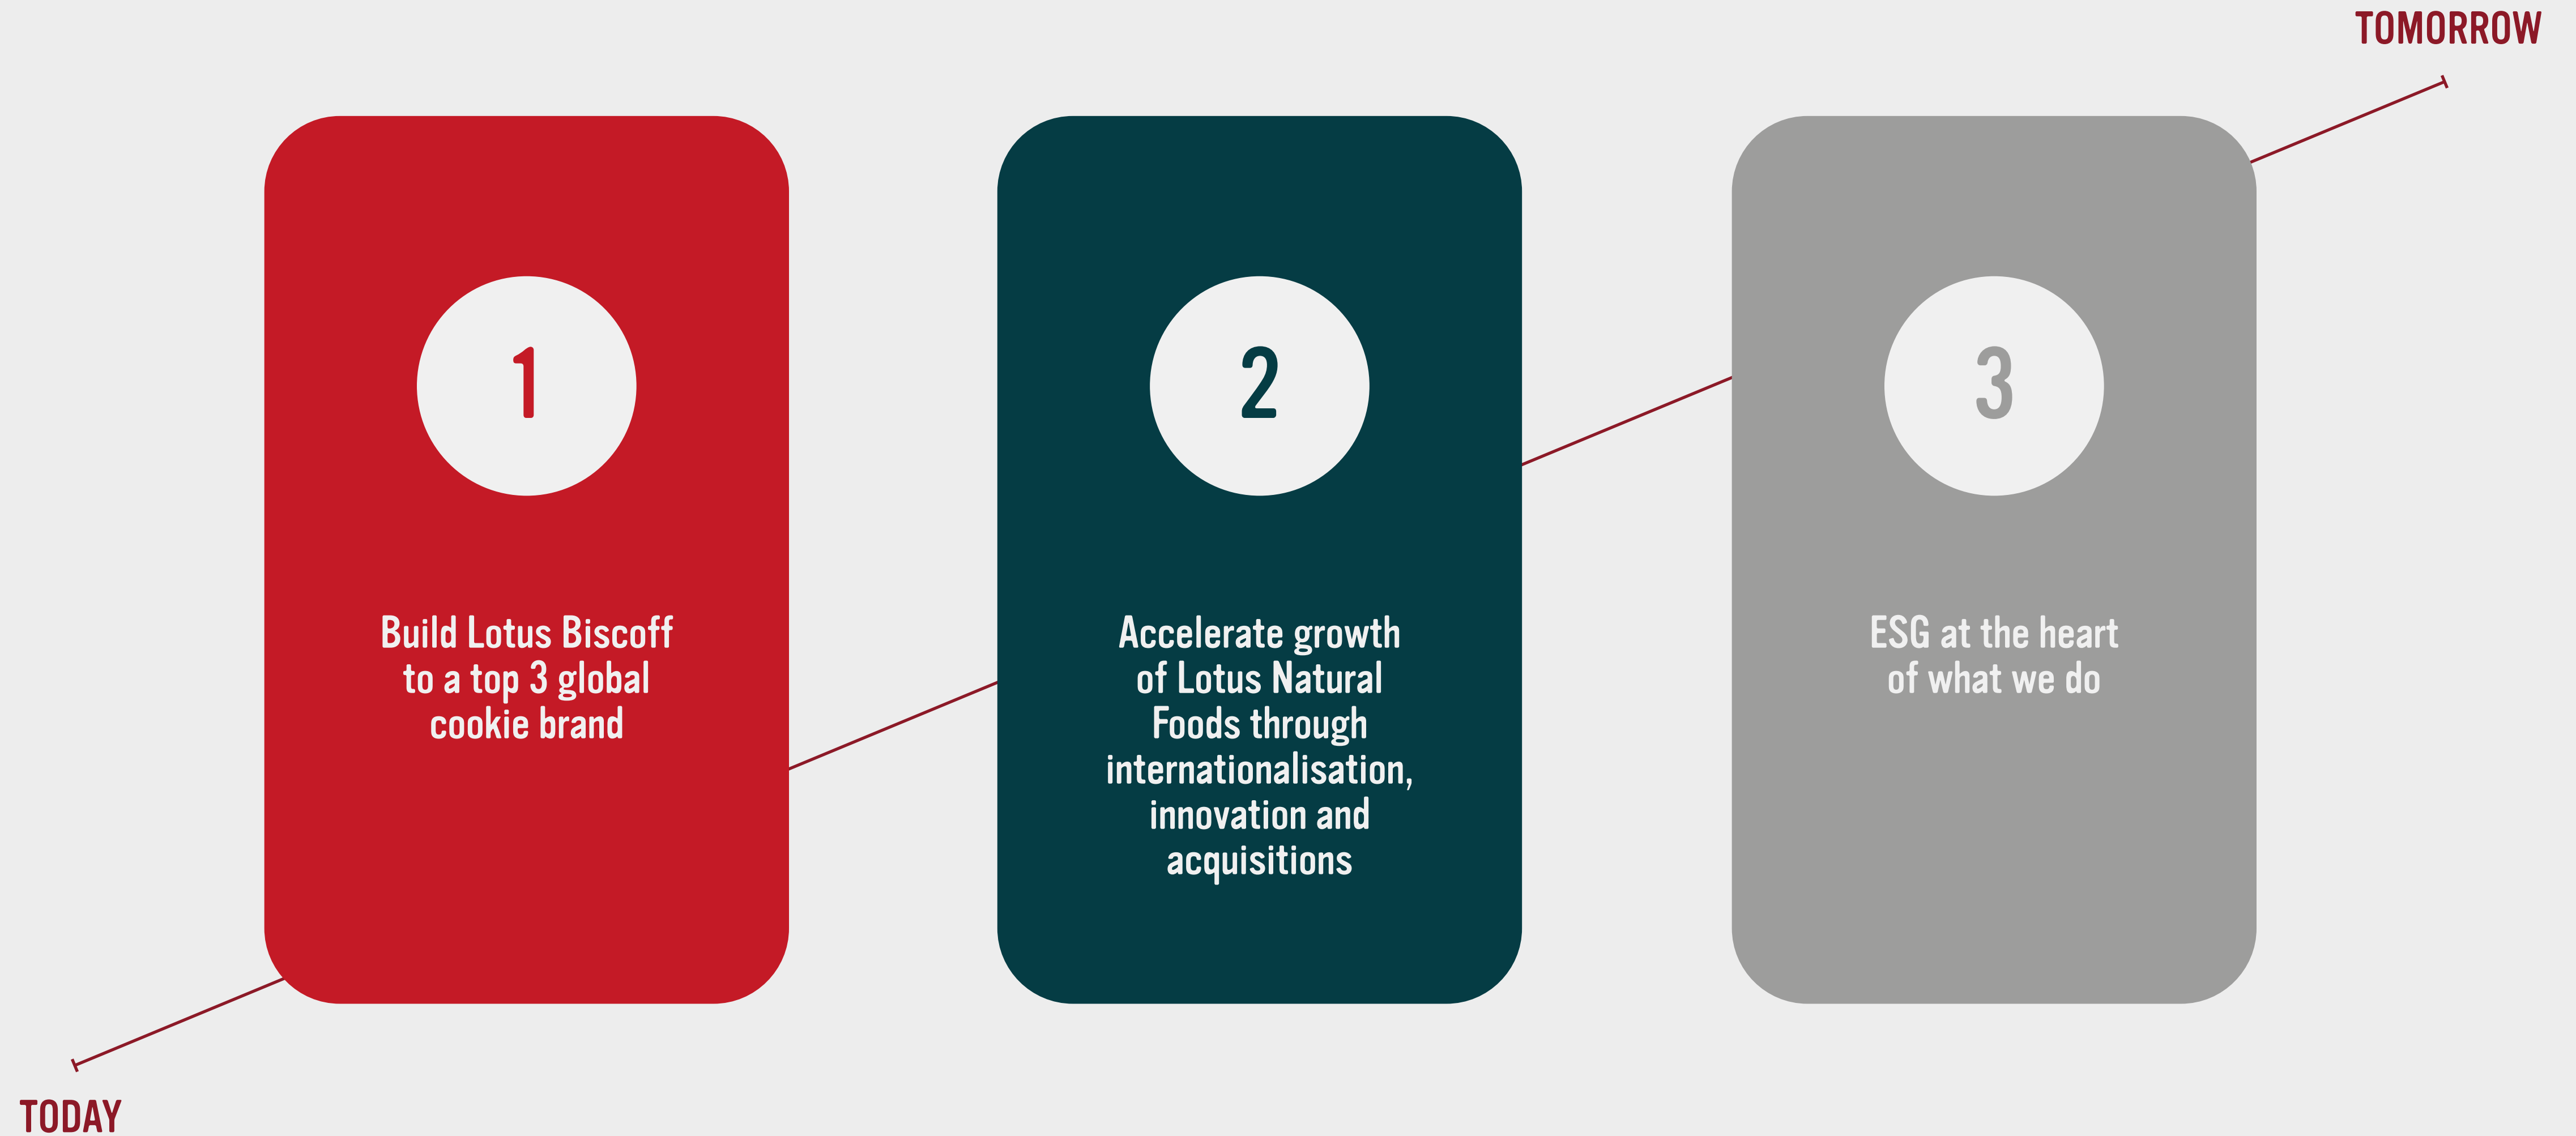 TOMORROW
1
Build Lotus Biscoff
to a top 3 global
cookie brand
2
Accelerate growth
of Lotus Natural
Foods through
internationalisation,
innovation and
acquisitions
3
ESG at the heart
of what we do
TODAY